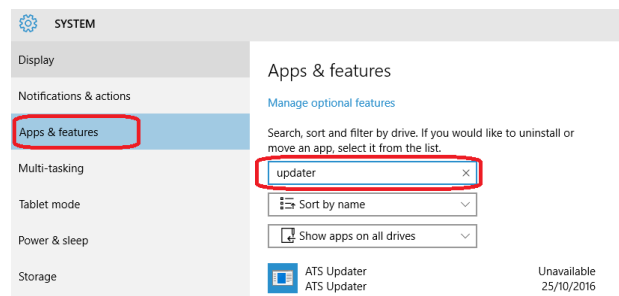 SYSTEM
Display
Notifications & actions
Apps & features
Multi-tasking
Tablet mode
Power & sleep
Storage
Apps & features
Manage optional features
Search, sort and filter by drive. If you would like to uninstall or
move an app, select it from the list.
updater ×
Sort by name
Show apps on all drives
ATS Updater Unavailable
ATS Updater 25/10/2016